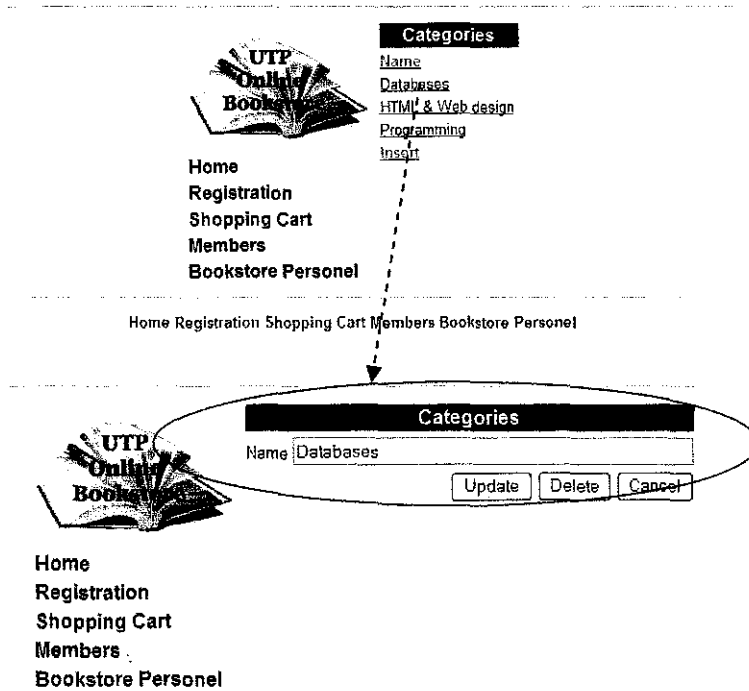 UTP
Online
Bookstore
Categories
Name
Databases
HTML & Web design
Programming
Insert
Home
Registration
Shopping Cart
Members
Bookstore Personel
Home Registration Shopping Cart Members Bookstore Personel
UTP
Online
Bookstore
Categories
Name Databases
Update Delete Cancel
Home
Registration
Shopping Cart
Members
Bookstore Personel